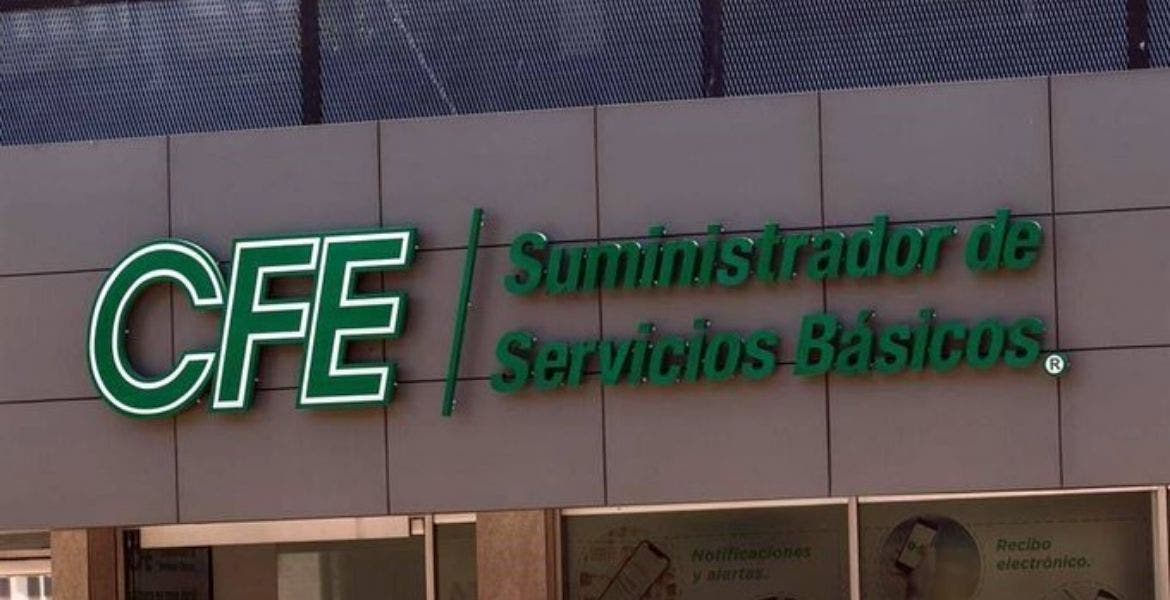 CFE
Suministrador de
Servicios Básicos®
Notificaciones
y alertas.
Recibo
electrónico.